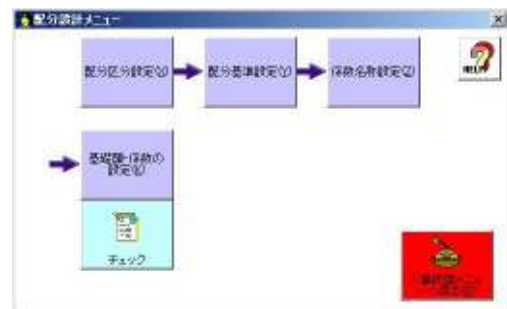 配分設計メニュー
配分区分設定(X)
配分基準設定(Y)
係数名称設定(Z)
HELP
基礎額・係数の
設定(K)
チェック